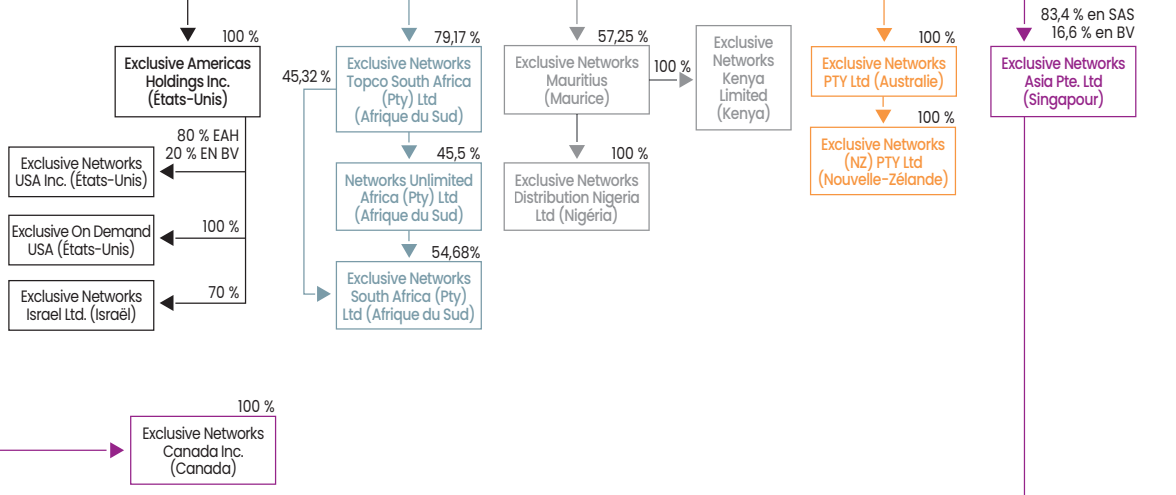 100 %
Exclusive Americas
Holdings Inc.
(États-Unis)
80 % EAH
20 % EN BV
Exclusive Networks
USA Inc. (États-Unis)
100 %
Exclusive On Demand
USA (États-Unis)
70 %
Exclusive Networks
Israel Ltd. (Israël)
79,17 %
Exclusive Networks
Topco South Africa
(Pty) Ltd
(Afrique du Sud)
45,32 %
45,5 %
Networks Unlimited
Africa (Pty) Ltd
(Afrique du Sud)
54,68%
Exclusive Networks
South Africa (Pty)
Ltd (Afrique du Sud)
57,25 %
Exclusive Networks
Mauritius
(Maurice)
100 %
Exclusive
Networks
Kenya
Limited
(Kenya)
100 %
Exclusive Networks
Distribution Nigeria
Ltd (Nigéria)
100 %
Exclusive Networks
PTY Ltd (Australie)
100 %
Exclusive Networks
(NZ) PTY Ltd
(Nouvelle-Zélande)
83,4 % en SAS
16,6 % en BV
Exclusive Networks
Asia Pte. Ltd
(Singapour)
100 %
Exclusive Networks
Canada Inc.
(Canada)